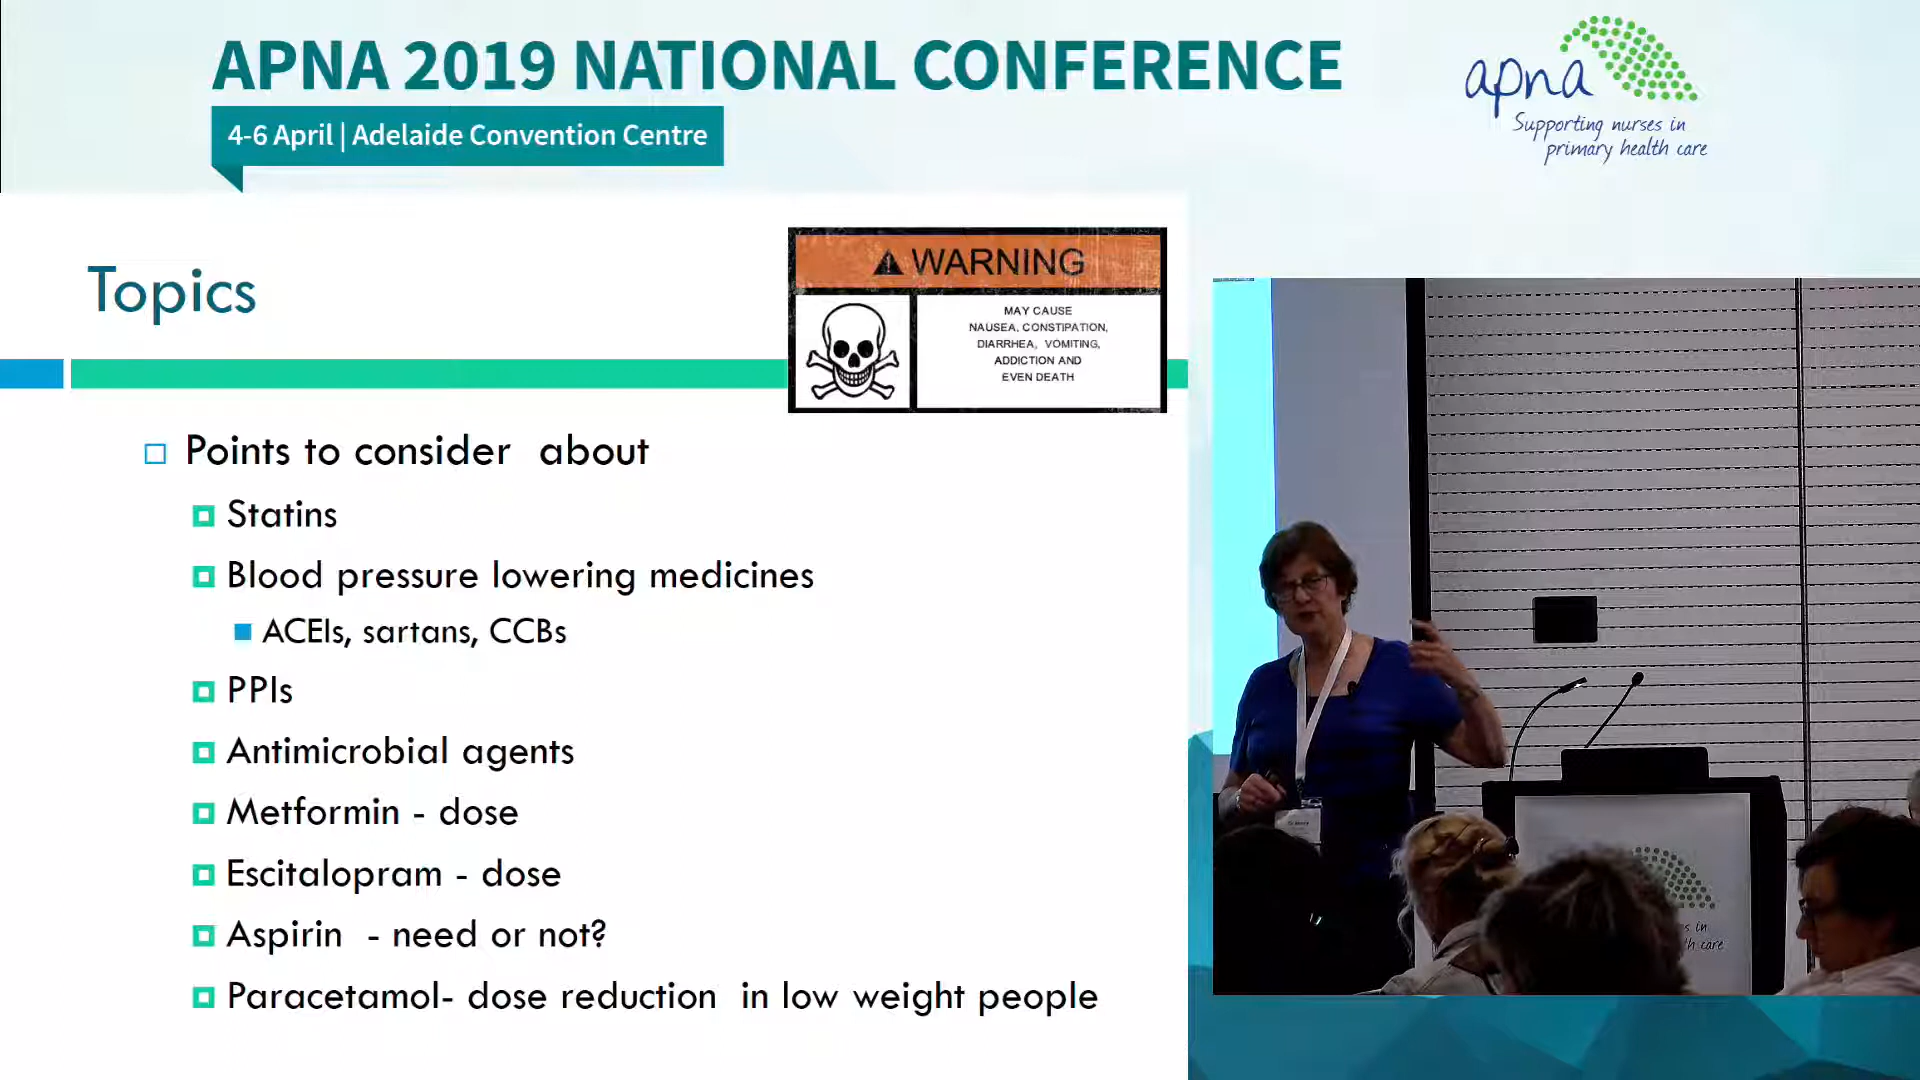 APNA 2019 NATIONAL CONFERENCE
4-6 April | Adelaide Convention Centre
apna
Supporting nurses in
primary health care
Topics
WARNING
MAY CAUSE
NAUSEA, CONSTIPATION,
DIARRHEA, VOMITING,
ADDICTION AND
EVEN DEATH
Points to consider about
Statins
Blood pressure lowering medicines
ACEIs, sartans, CCBs
PPIs
Antimicrobial agents
Metformin - dose
Escitalopram - dose
Aspirin - need or not?
Paracetamol- dose reduction in low weight people
s in
th care